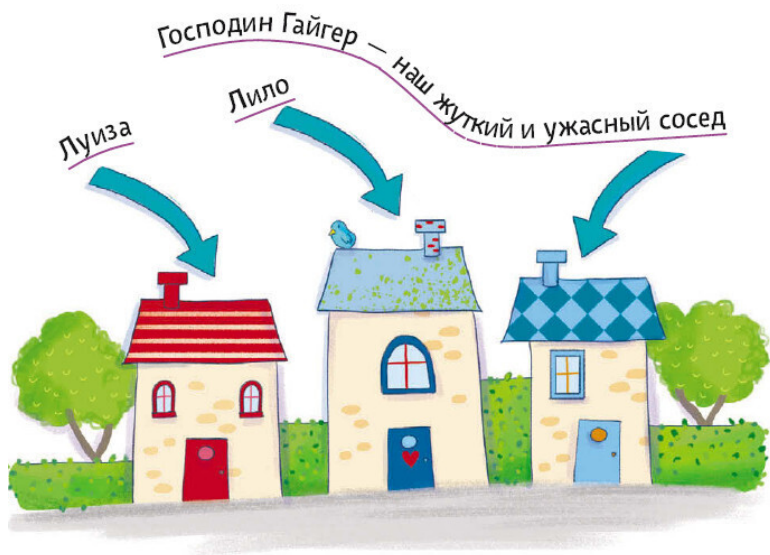 Господин Гайгер — наш жуткий и ужасный сосед
Лило
Луиза